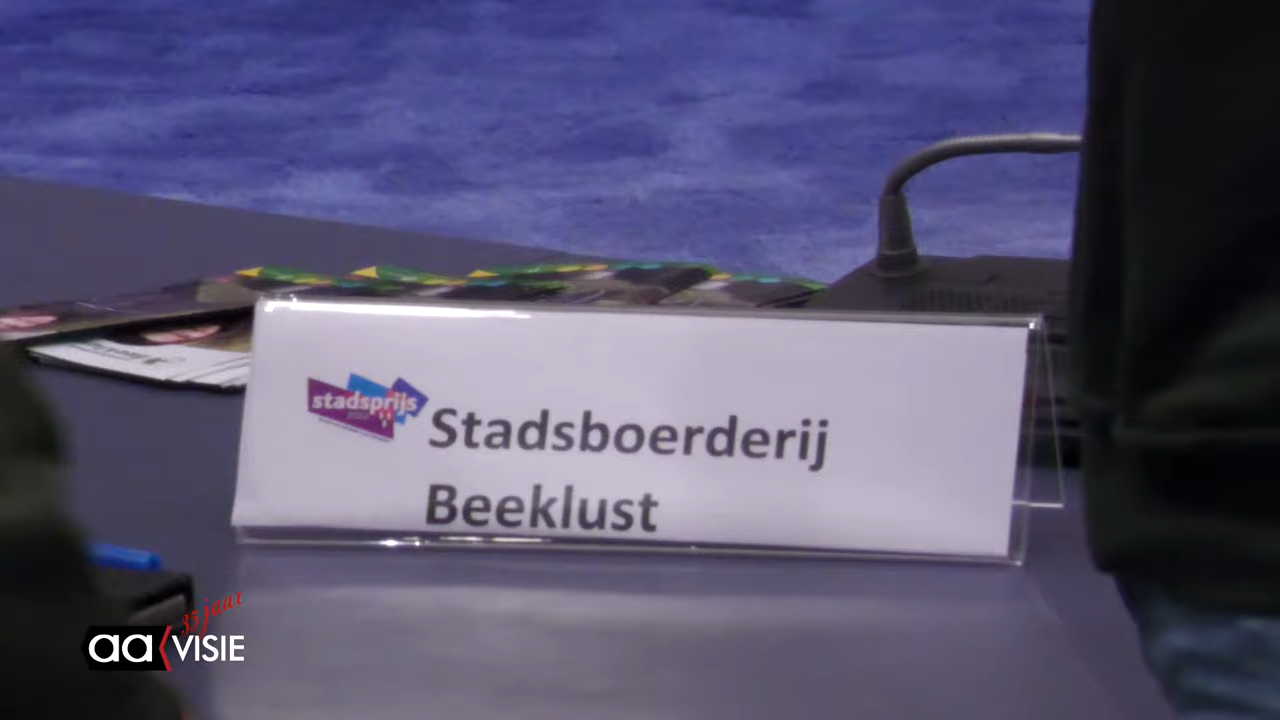 stadsprijs
Stadsboerderij
Beeklust
35 jaar
aa VISIE